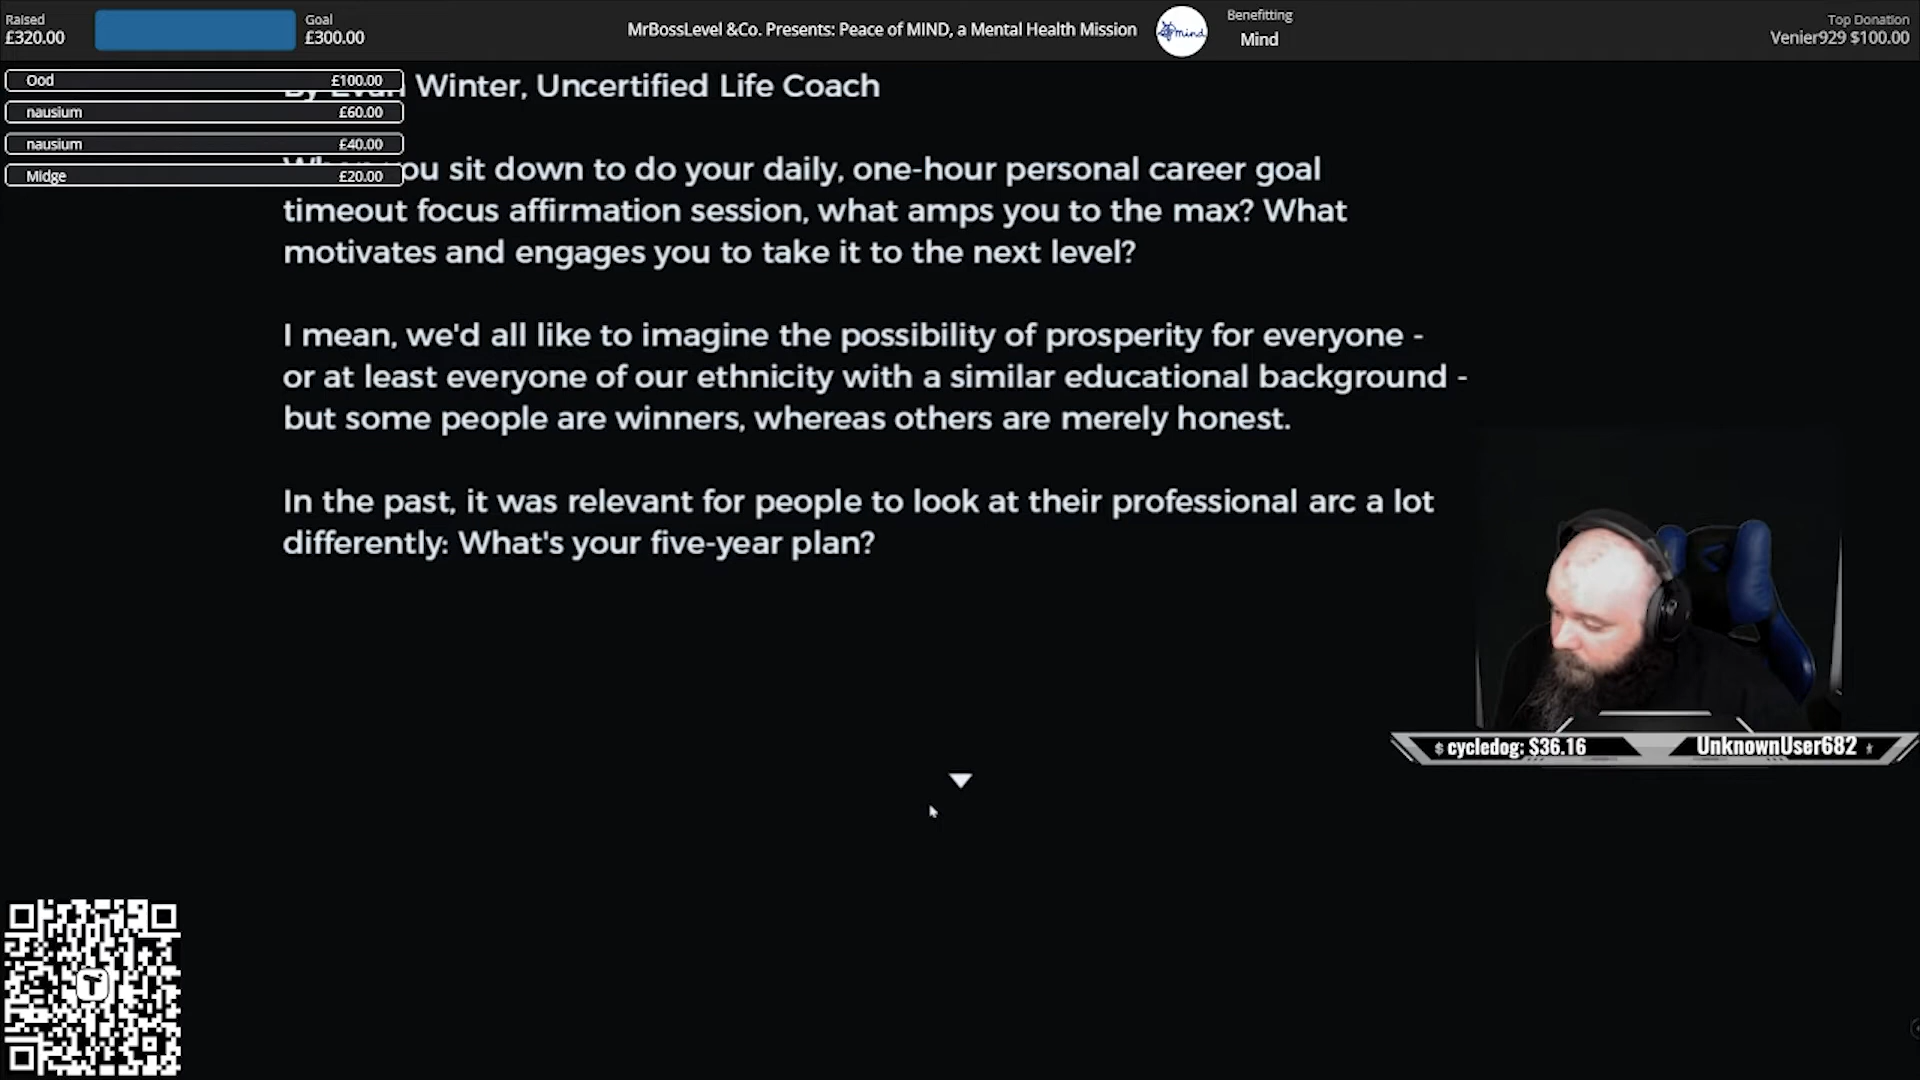 Raised
£320.00
Goal
£300.00
MrBossLevel &Co. Presents: Peace of MIND, a Mental Health Mission
mind
Benefitting
Mind
Top Donation
Venier929 $100.00
Ood £100.00
nausium £60.00
nausium £40.00
Midge £20.00
Winter, Uncertified Life Coach
you sit down to do your daily, one-hour personal career goal
timeout focus affirmation session, what amps you to the max? What
motivates and engages you to take it to the next level?
I mean, we'd all like to imagine the possibility of prosperity for everyone -
or at least everyone of our ethnicity with a similar educational background -
but some people are winners, whereas others are merely honest.
In the past, it was relevant for people to look at their professional arc a lot
differently: What's your five-year plan?
$ cycledog: $36.16
UnknownUser682